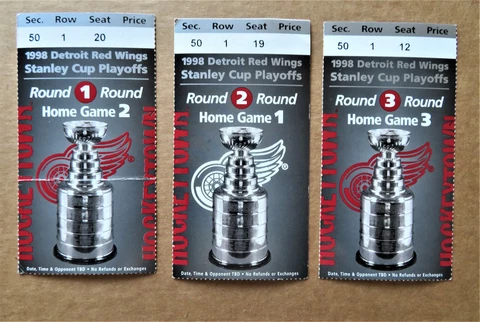 Sec. Row Seat Price
50 1 20
1998 Detroit Red Wings
Stanley Cup Playoffs
Round 1 Round
Home Game 2
HOCKEYTOWN
HOCKEYTOWN
Date, Time & Opponent TBD • No Refunds or Exchanges
Sec. Row Seat Price
50 1 19
1998 Detroit Red Wings
Stanley Cup Playoffs
Round 2 Round
Home Game 1
HOCKEYTOWN
Date, Time & Opponent TBD • No Refunds or Exchanges
Sec. Row Seat Price
50 1 12
1998 Detroit Red Wings
Stanley Cup Playoffs
Round 3 Round
Home Game 3
HOCKEYTOWN
HOCKEYTOWN
Date, Time & Opponent TBD • No Refunds or Exchanges